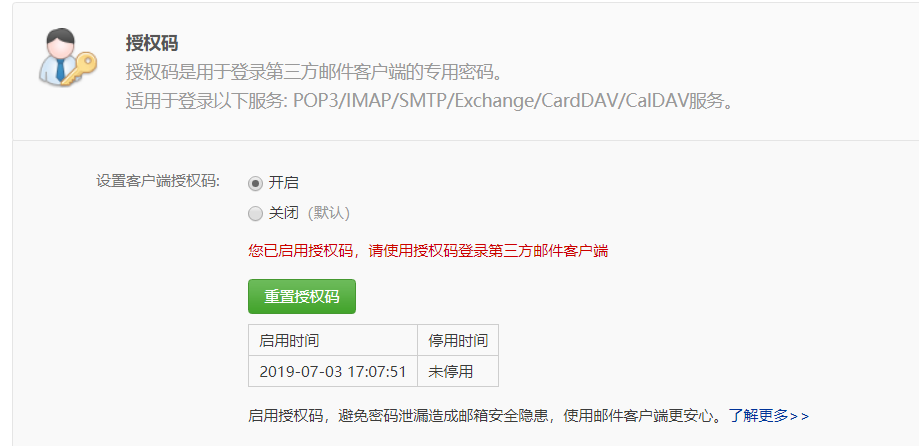 授权码
授权码是用于登录第三方邮件客户端的专用密码。
适用于登录以下服务: POP3/IMAP/SMTP/Exchange/CardDAV/CalDAV服务。
设置客户端授权码: 开启
关闭（默认）
您已启用授权码，请使用授权码登录第三方邮件客户端
重置授权码
启用时间 停用时间
2019-07-03 17:07:51 未停用
启用授权码，避免密码泄漏造成邮箱安全隐患，使用邮件客户端更安心。了解更多>>